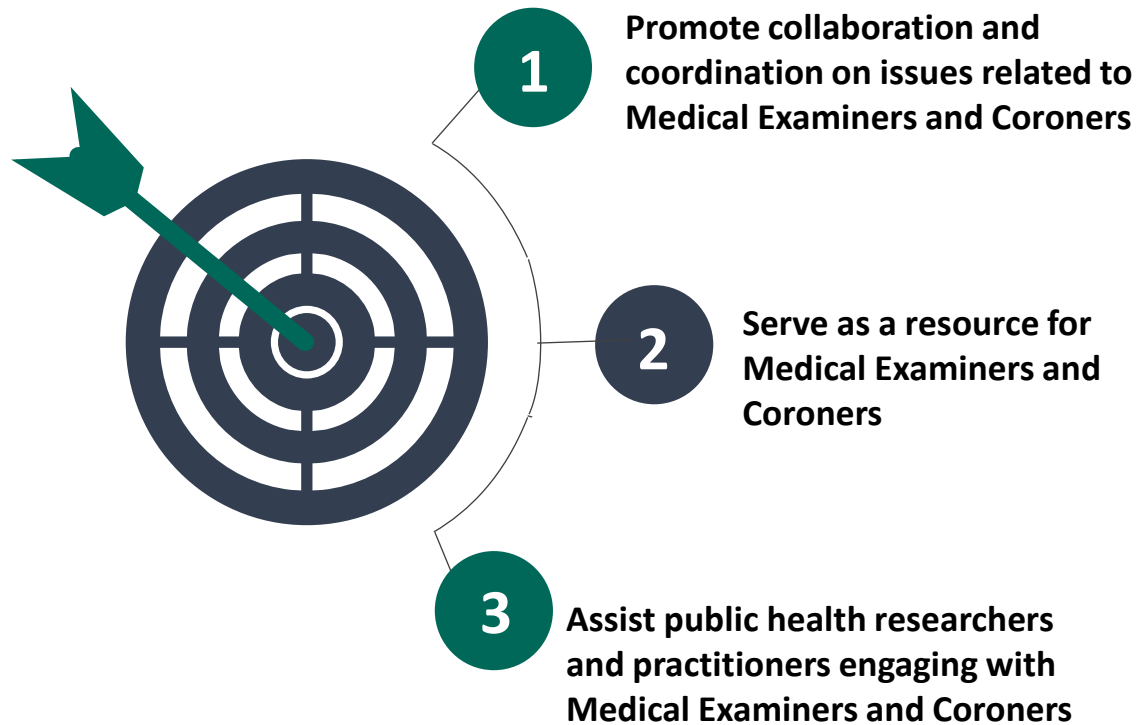 1
Promote collaboration and
coordination on issues related to
Medical Examiners and Coroners
2
Serve as a resource for
Medical Examiners and
Coroners
3
Assist public health researchers
and practitioners engaging with
Medical Examiners and Coroners